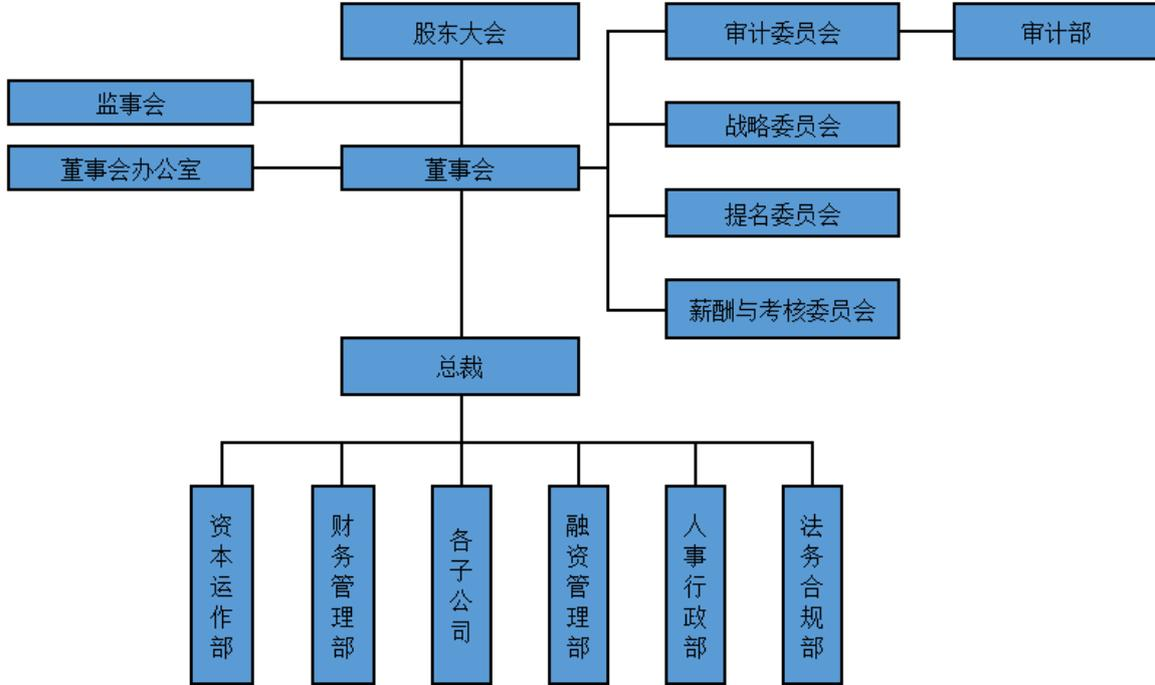 股东大会
审计委员会
审计部
监事会
战略委员会
董事会办公室
董事会
提名委员会
薪酬与考核委员会
总裁
资本运作部
财务管理部
各子公司
融资管理部
人事行政部
法务合规部